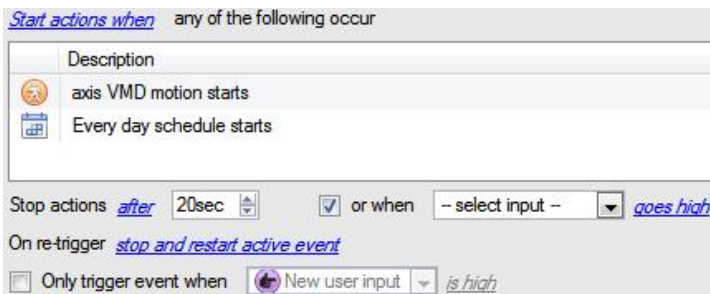 Start actions when any of the following occur
Description
axis VMD motion starts
Every day schedule starts
Stop actions after 20sec or when -- select input -- goes high
On re-trigger stop and restart active event
Only trigger event when New user input is high